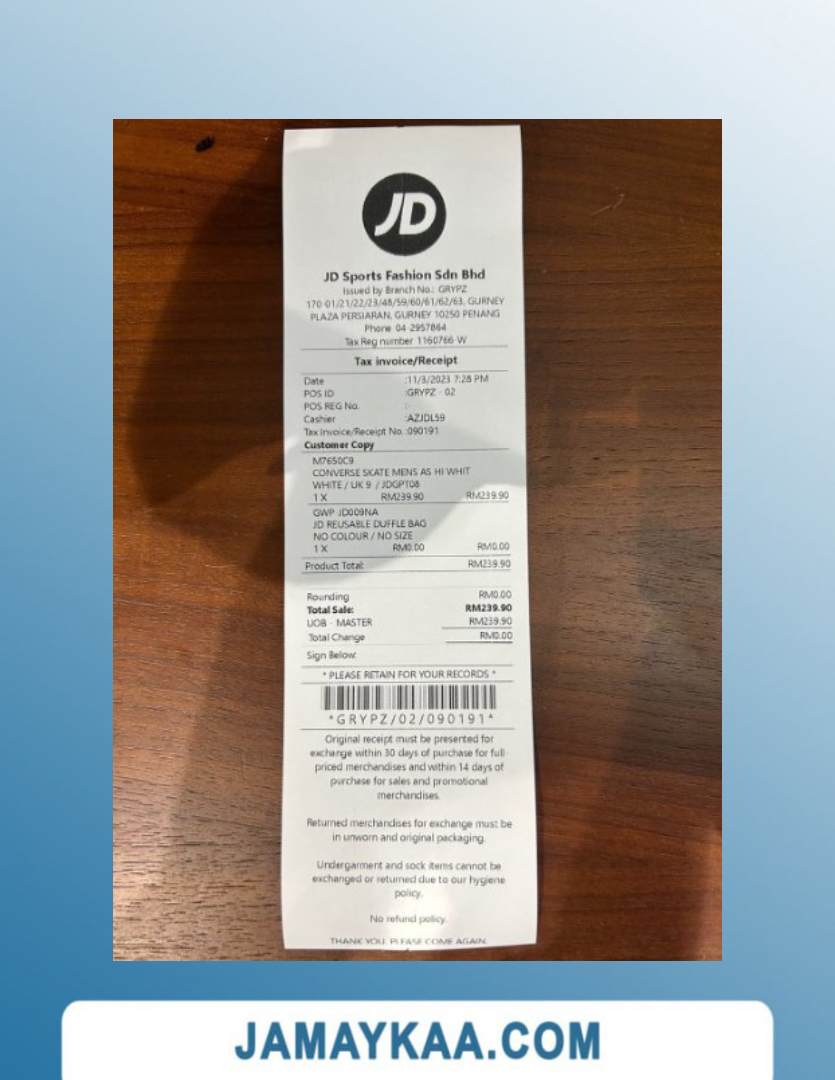 JD
JD Sports Fashion Sdn Bhd
Issued by Branch No.: GRYPZ
170-01/21/22/23/48/59/60/61/62/63, GURNEY
PLAZA PERSIARAN, GURNEY 10250 PENANG
Phone 04-2957864
Tax Reg number 1160766-W
Tax invoice/Receipt
Date :11/3/2023 7:28 PM
POS ID :GRYPZ - 02
POS REG No. :-
Cashier :AZJDL59
Tax Invoice/Receipt No. :090191
Customer Copy
M7650C9
CONVERSE SKATE MENS AS HI WHIT
WHITE / UK 9 / JDGPT08
1 X RM239.90 RM239.90
GWP JD009NA
JD REUSABLE DUFFLE BAG
NO COLOUR / NO SIZE
1 X RM0.00 RM0.00
Product Total: RM239.90
Rounding RM0.00
Total Sale: RM239.90
UOB - MASTER RM239.90
Total Change RM0.00
Sign Below:
* PLEASE RETAIN FOR YOUR RECORDS *
*GRYPZ/02/090191*
Original receipt must be presented for
exchange within 30 days of purchase for full-
priced merchandises and within 14 days of
purchase for sales and promotional
merchandises.
Returned merchandises for exchange must be
in unworn and original packaging.
Undergarment and sock items cannot be
exchanged or returned due to our hygiene
policy.
No refund policy.
THANK YOU. PLEASE COME AGAIN.
JAMAYKAA.COM